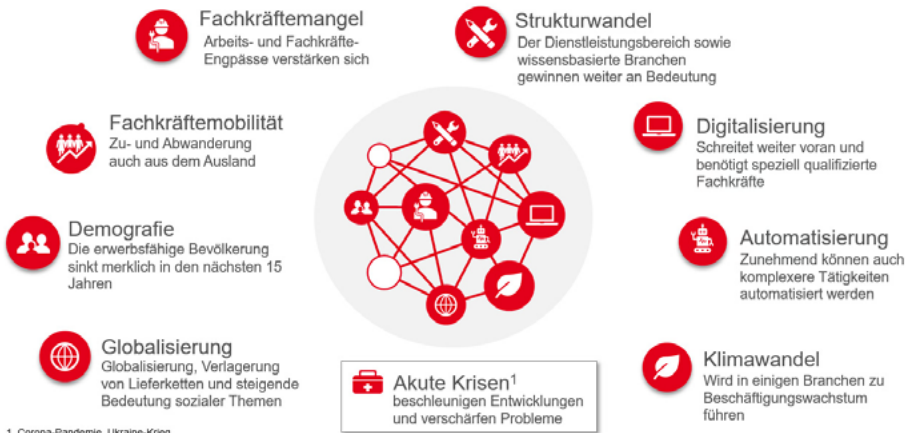 Fachkräftemangel
Arbeits- und Fachkräfte-
Engpässe verstärken sich
Strukturwandel
Der Dienstleistungsbereich sowie
wissensbasierte Branchen
gewinnen weiter an Bedeutung
Fachkräftemobilität
Zu- und Abwanderung
auch aus dem Ausland
Digitalisierung
Schreitet weiter voran und
benötigt speziell qualifizierte
Fachkräfte
Demografie
Die erwerbsfähige Bevölkerung
sinkt merklich in den nächsten 15
Jahren
Automatisierung
Zunehmend können auch
komplexere Tätigkeiten
automatisiert werden
Globalisierung
Globalisierung, Verlagerung
von Lieferketten und steigende
Bedeutung sozialer Themen
Akute Krisen¹
beschleunigen Entwicklungen
und verschärfen Probleme
Klimawandel
Wird in einigen Branchen zu
Beschäftigungswachstum
führen
1. Corona-Pandemie, Ukraine-Krieg